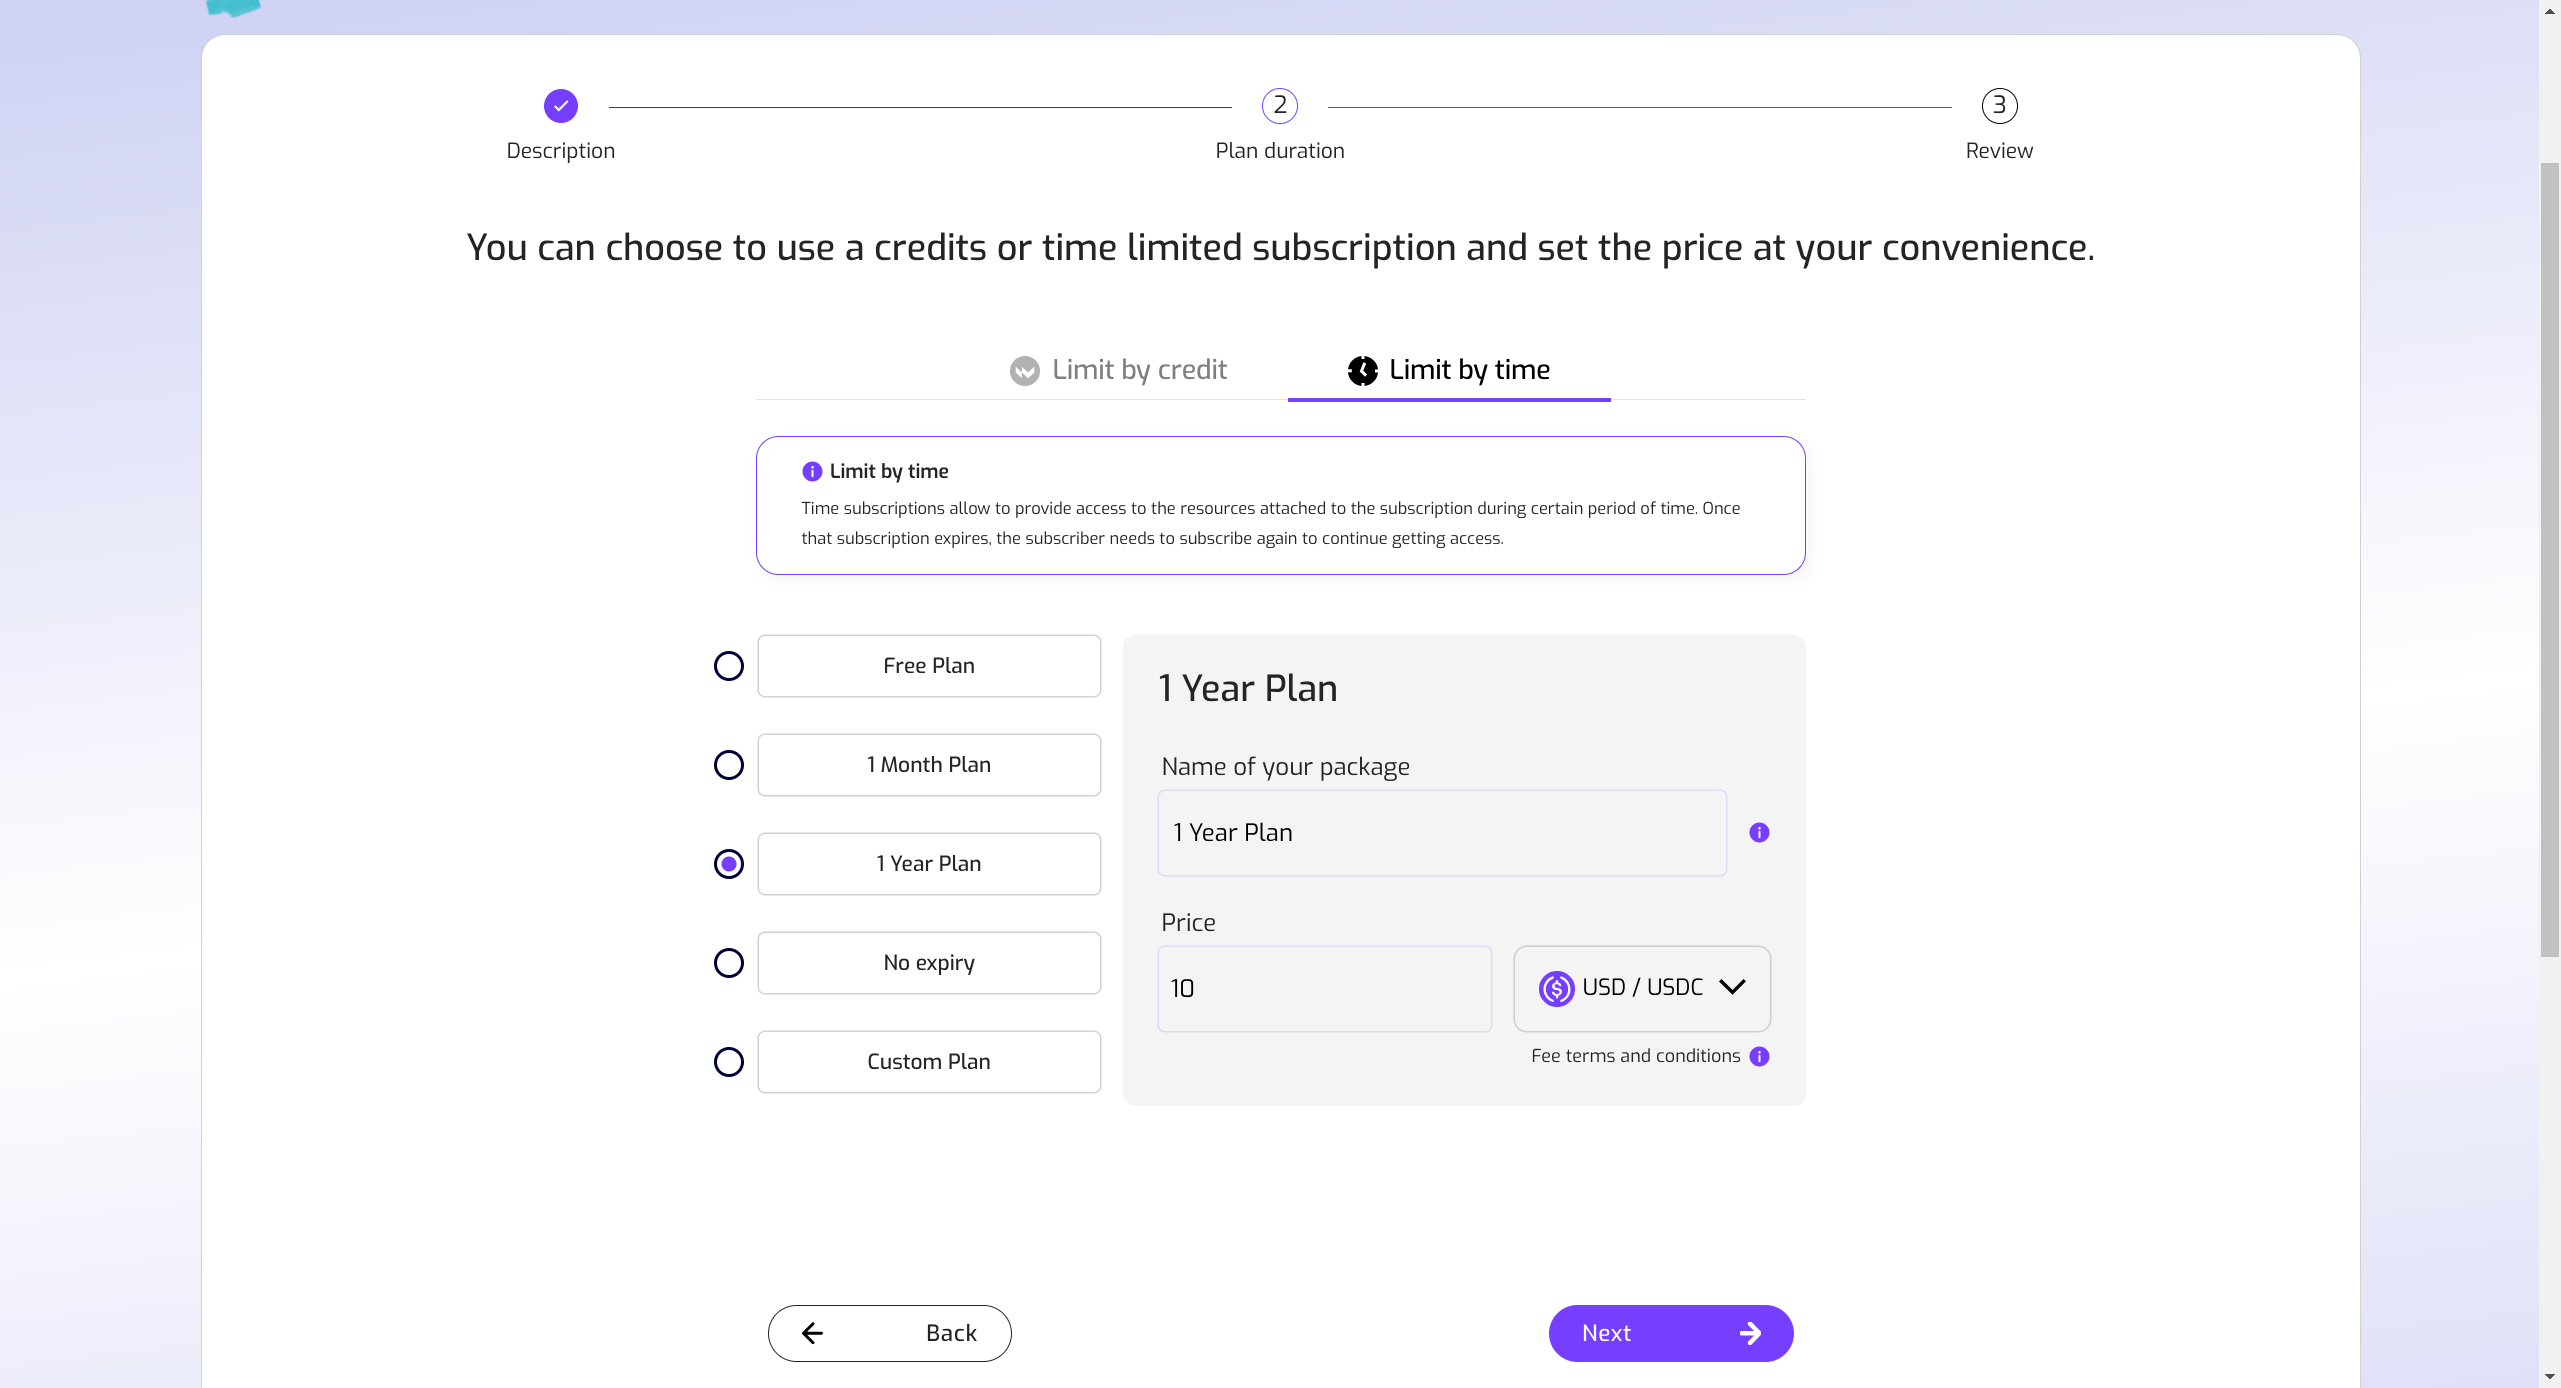 2
3
Description
Plan duration
Review
You can choose to use a credits or time limited subscription and set the price at your convenience.
Limit by credit
Limit by time
Limit by time
Time subscriptions allow to provide access to the resources attached to the subscription during certain period of time. Once
that subscription expires, the subscriber needs to subscribe again to continue getting access.
Free Plan
1 Month Plan
1 Year Plan
No expiry
Custom Plan
1 Year Plan
Name of your package
1 Year Plan
Price
10
USD / USDC
Fee terms and conditions
Back
Next